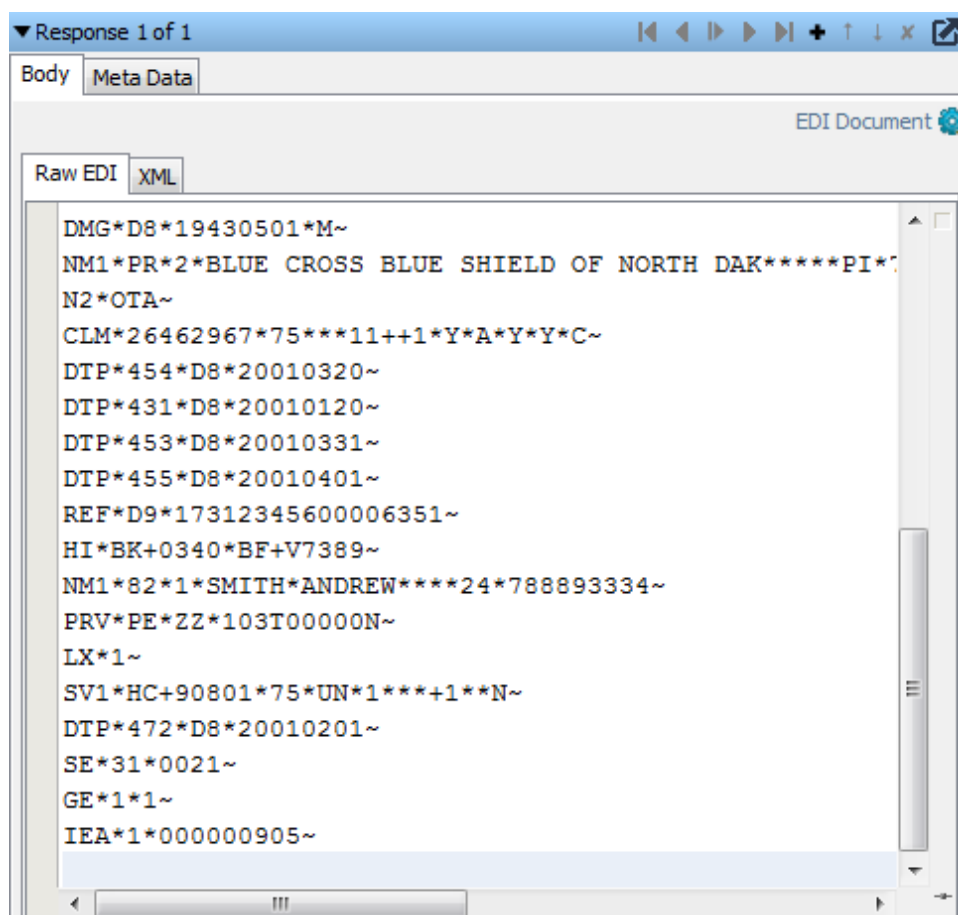 Response 1 of 1
Body Meta Data
EDI Document
Raw EDI XML
DMG*D8*19430501*M~
NM1*PR*2*BLUE CROSS BLUE SHIELD OF NORTH DAK*****PI*
N2*OTA~
CLM*26462967*75***11++1*Y*A*Y*Y*C~
DTP*454*D8*20010320~
DTP*431*D8*20010120~
DTP*453*D8*20010331~
DTP*455*D8*20010401~
REF*D9*17312345600006351~
HI*BK+0340*BF+V7389~
NM1*82*1*SMITH*ANDREW****24*788893334~
PRV*PE*ZZ*103T00000N~
LX*1~
SV1*HC+90801*75*UN*1***+1**N~
DTP*472*D8*20010201~
SE*31*0021~
GE*1*1~
IEA*1*000000905~